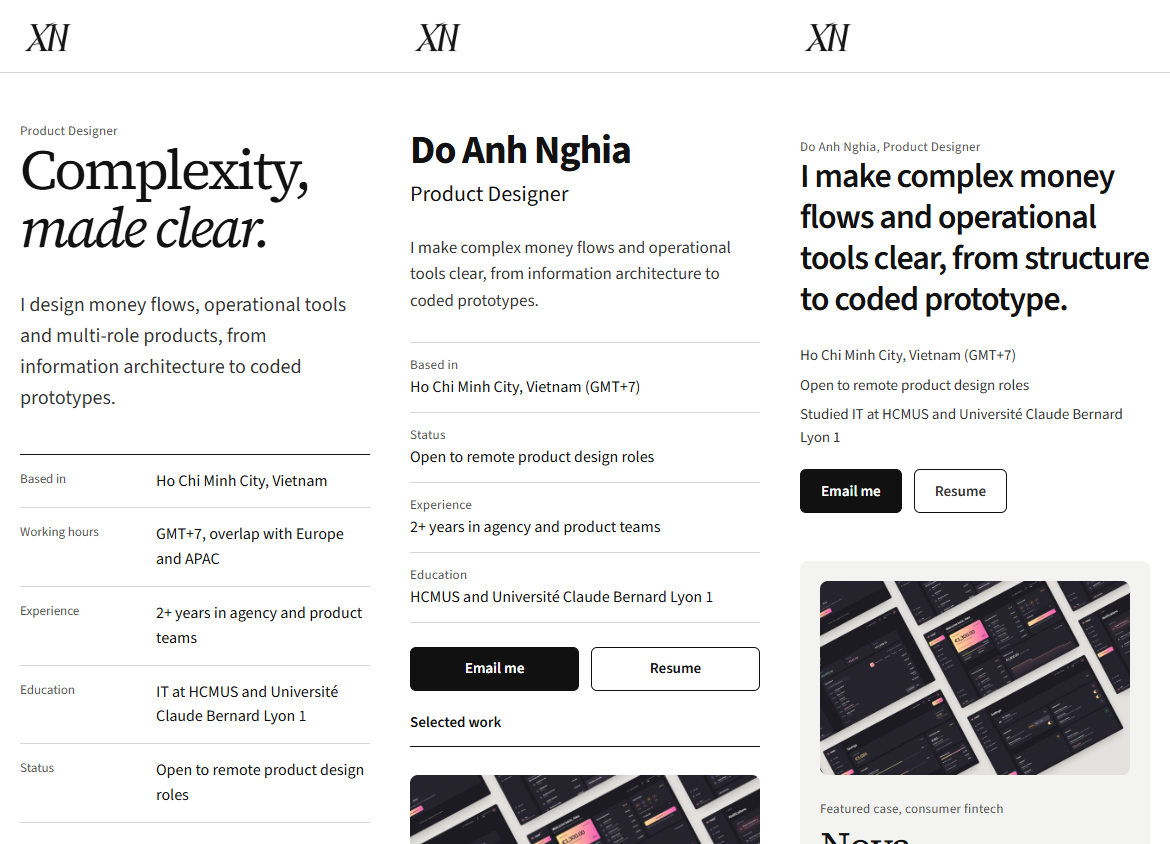 XN
Product Designer
Complexity,
made clear.
I design money flows, operational tools
and multi-role products, from
information architecture to coded
prototypes.
Based in
Ho Chi Minh City, Vietnam
Working hours
GMT+7, overlap with Europe
and APAC
Experience
2+ years in agency and product
teams
Education
IT at HCMUS and Université
Claude Bernard Lyon 1
Status
Open to remote product design
roles
XN
Do Anh Nghia
Product Designer
I make complex money flows and operational
tools clear, from information architecture to
coded prototypes.
Based in
Ho Chi Minh City, Vietnam (GMT+7)
Status
Open to remote product design roles
Experience
2+ years in agency and product teams
Education
HCMUS and Université Claude Bernard Lyon 1
Email me
Resume
Selected work
€1,300.00
XN
Do Anh Nghia, Product Designer
I make complex money
flows and operational
tools clear, from structure
to coded prototype.
Ho Chi Minh City, Vietnam (GMT+7)
Open to remote product design roles
Studied IT at HCMUS and Université Claude Bernard
Lyon 1
Email me
Resume
€1,300.00
Featured case, consumer fintech
Nova